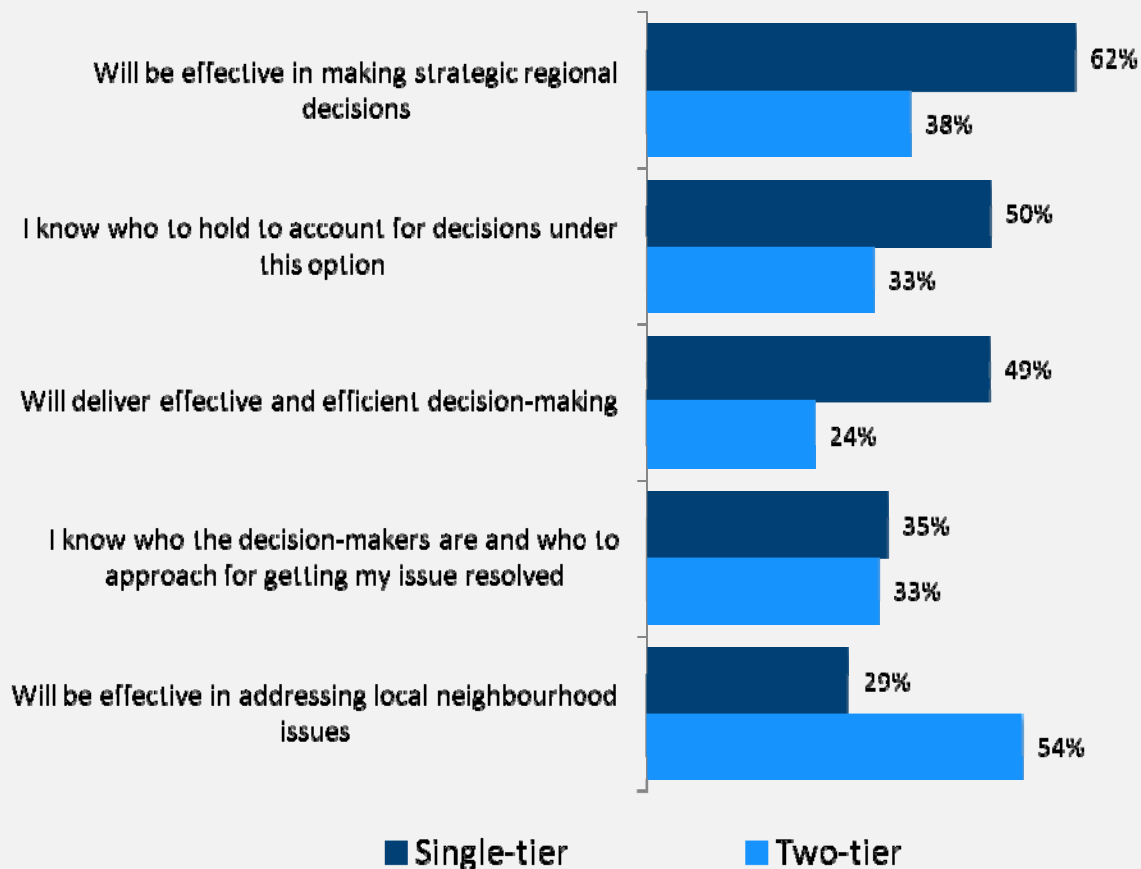 Will be effective in making strategic regional
decisions
62%
38%
I know who to hold to account for decisions under
this option
50%
33%
Will deliver effective and efficient decision-making
49%
24%
I know who the decision-makers are and who to
approach for getting my issue resolved
35%
33%
Will be effective in addressing local neighbourhood
issues
29%
54%
Single-tier
Two-tier